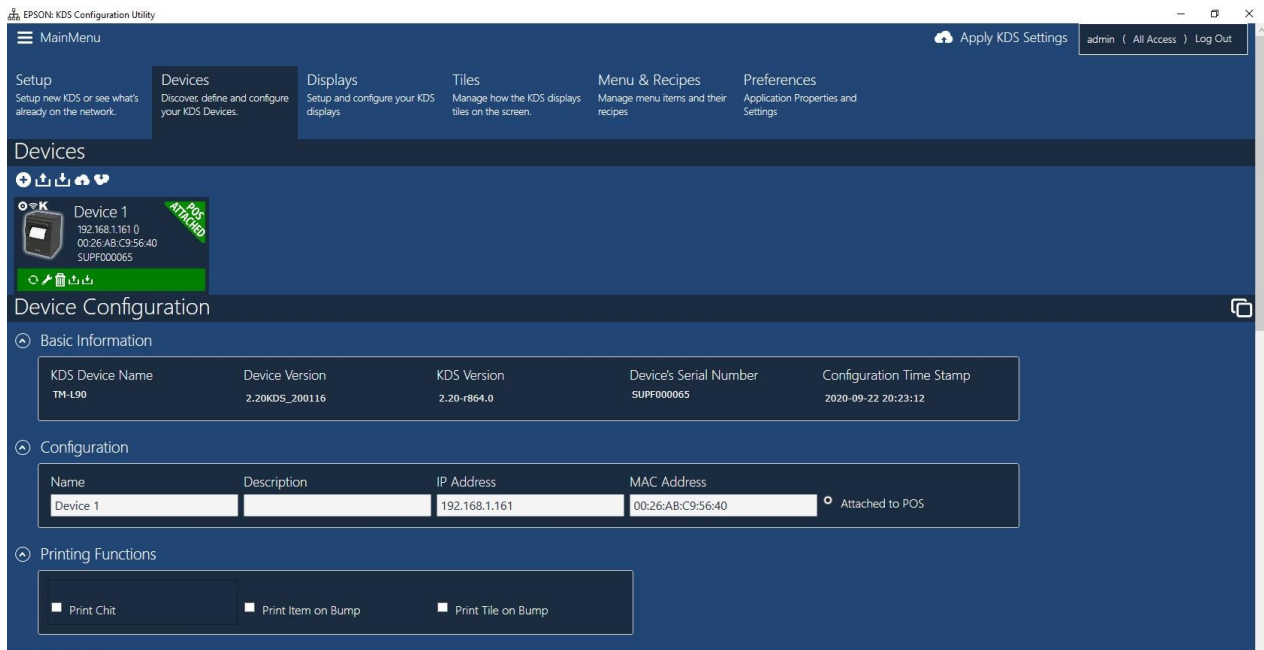 EPSON: KDS Configuration Utility
MainMenu
Apply KDS Settings
admin ( All Access ) Log Out
Setup
Setup new KDS or see what's
already on the network.
Devices
Discover, define and configure
your KDS Devices.
Displays
Setup and configure your KDS
displays
Tiles
Manage how the KDS displays
tiles on the screen.
Menu & Recipes
Manage menu items and their
recipes
Preferences
Application Properties and
Settings
Devices
K
Device 1
192.168.1.161 ()
00:26:AB:C9:56:40
SUPF000065
POS
ATTACHED
Device Configuration
Basic Information
KDS Device Name
Device Version
KDS Version
Device's Serial Number
Configuration Time Stamp
TM-L90
2.20KDS_200116
2.20-r864.0
SUPF000065
2020-09-22 20:23:12
Configuration
Name
Description
IP Address
MAC Address
Device 1
192.168.1.161
00:26:AB:C9:56:40
Attached to POS
Printing Functions
Print Chit
Print Item on Bump
Print Tile on Bump